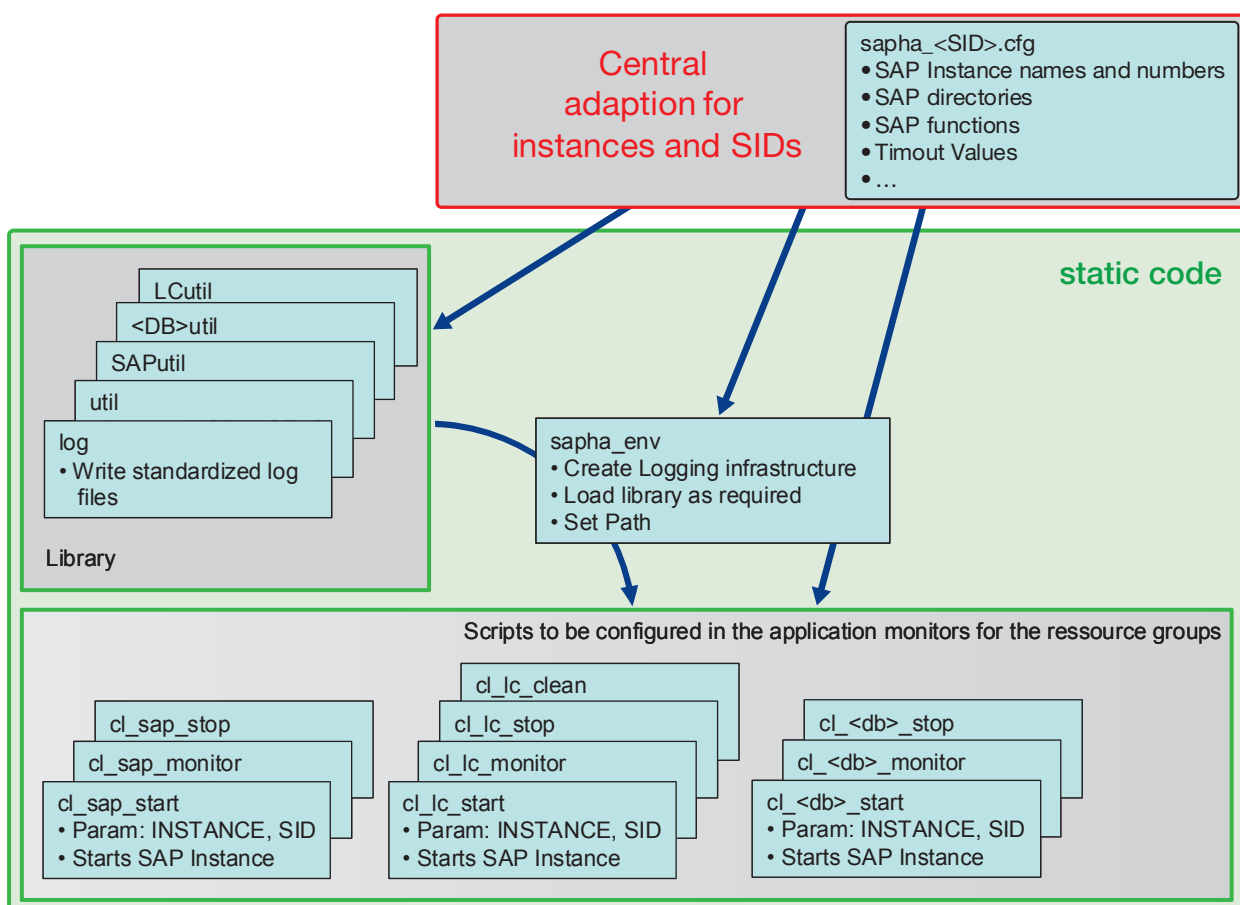 Central
adaption for
instances and SIDs
sapha_<SID>.cfg
• SAP Instance names and numbers
• SAP directories
• SAP functions
• Timout Values
• ...
static code
LCutil
<DB>util
SAPutil
util
log
• Write standardized log
files
Library
sapha_env
• Create Logging infrastructure
• Load library as required
• Set Path
Scripts to be configured in the application monitors for the ressource groups
cl_sap_stop
cl_sap_monitor
cl_sap_start
• Param: INSTANCE, SID
• Starts SAP Instance
cl_lc_clean
cl_lc_stop
cl_lc_monitor
cl_lc_start
• Param: INSTANCE, SID
• Starts SAP Instance
cl_<db>_stop
cl_<db>_monitor
cl_<db>_start
• Param: INSTANCE, SID
• Starts SAP Instance